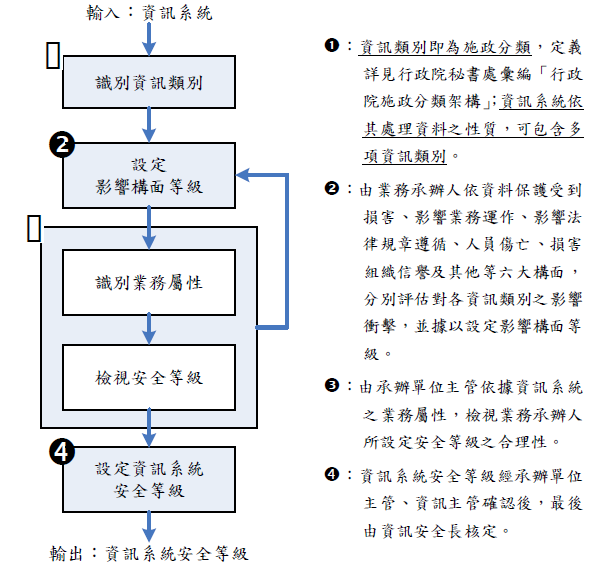 輸入：資訊系統
識別資訊類別
❷
設定
影響構面等級
識別業務屬性
檢視安全等級
❹
設定資訊系統
安全等級
輸出：資訊系統安全等級
❶：資訊類別即為施政分類，定義
詳見行政院秘書處彙編「行政
院施政分類架構」；資訊系統依
其處理資料之性質，可包含多
項資訊類別。
❷：由業務承辦人依資料保護受到
損害、影響業務運作、影響法
律規章遵循、人員傷亡、損害
組織信譽及其他等六大構面，
分別評估對各資訊類別之影響
衝擊，並據以設定影響構面等
級。
❸：由承辦單位主管依據資訊系統
之業務屬性，檢視業務承辦人
所設定安全等級之合理性。
❹：資訊系統安全等級經承辦單位
主管、資訊主管確認後，最後
由資訊安全長核定。